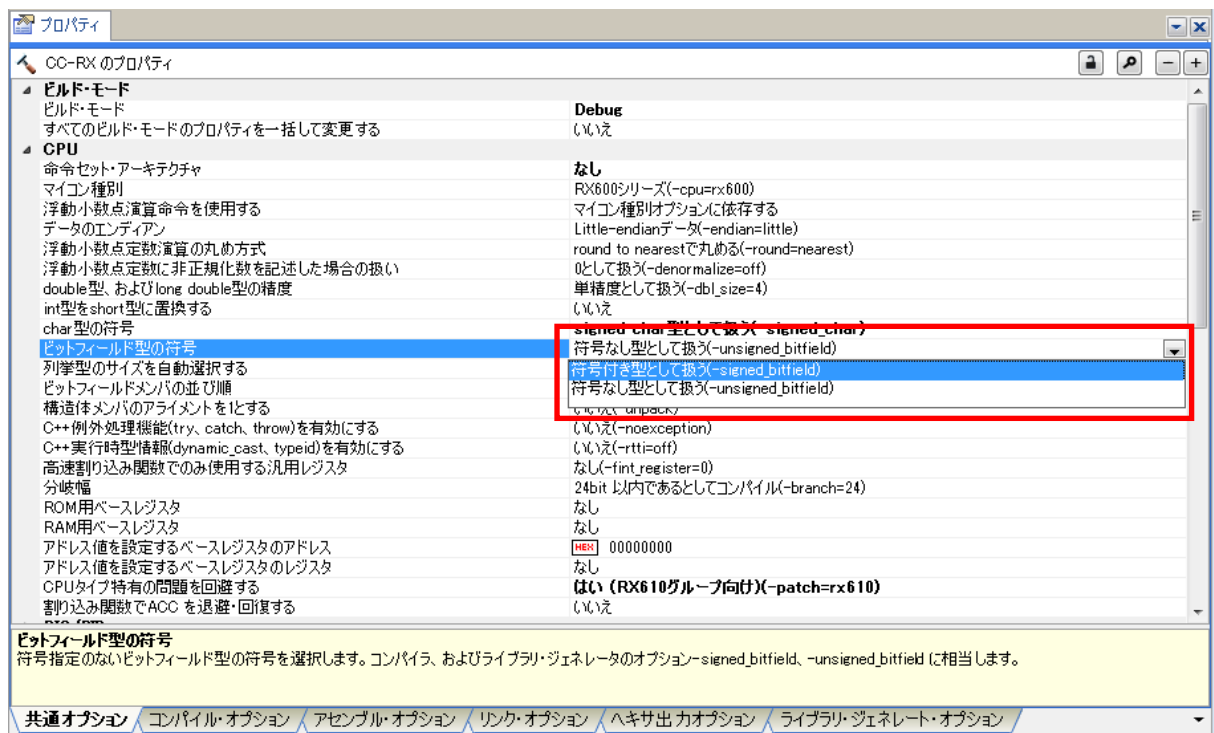 プロパティ
CC-RX のプロパティ
ビルド・モード
ビルド・モード Debug
すべてのビルド・モードのプロパティを一括して変更する いいえ
CPU
命令セット・アーキテクチャ なし
マイコン種別 RX600シリーズ(-cpu=rx600)
浮動小数点演算命令を使用する マイコン種別オプションに依存する
データのエンディアン Little-endianデータ(-endian=little)
浮動小数点定数演算の丸め方式 round to nearestで丸める(-round=nearest)
浮動小数点定数に非正規化数を記述した場合の扱い 0として扱う(-denormalize=off)
double型、およびlong double型の精度 単精度として扱う(-dbl_size=4)
int型をshort型に置換する いいえ
char型の符号 signed char型として扱う(-signed_char)
ビットフィールド型の符号 符号なし型として扱う(-unsigned_bitfield)
列挙型のサイズを自動選択する 符号付き型として扱う(-signed_bitfield)
ビットフィールドメンバの並び順 符号なし型として扱う(-unsigned_bitfield)
構造体メンバのアライメントを1とする いいえ(-unpack)
C++例外処理機能(try、catch、throw)を有効にする いいえ(-noexception)
C++実行時型情報(dynamic_cast、typeid)を有効にする いいえ(-rtti=off)
高速割り込み関数でのみ使用する汎用レジスタ なし(-fint_register=0)
分岐幅 24bit 以内であるとしてコンパイル(-branch=24)
ROM用ベースレジスタ なし
RAM用ベースレジスタ なし
アドレス値を設定するベースレジスタのアドレス HEX 00000000
アドレス値を設定するベースレジスタのレジスタ なし
CPUタイプ特有の問題を回避する はい (RX610グループ向け)(-patch=rx610)
割り込み関数でACC を退避・回復する いいえ
ビットフィールド型の符号
符号指定のないビットフィールド型の符号を選択します。コンパイラ、およびライブラリ・ジェネレータのオプション-signed_bitfield、-unsigned_bitfield に相当します。
共通オプション コンパイル・オプション アセンブル・オプション リンク・オプション ヘキサ出力オプション ライブラリ・ジェネレート・オプション